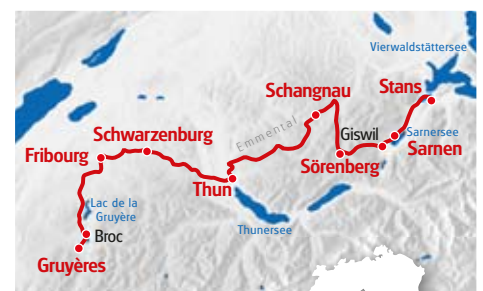 Vierwaldstättersee
Schangnau
Stans
Emmental
Giswil
Sarnersee
Schwarzenburg
Sarnen
Fribourg
Sörenberg
Thun
Lac de la
Gruyère
Thunersee
Broc
Gruyères